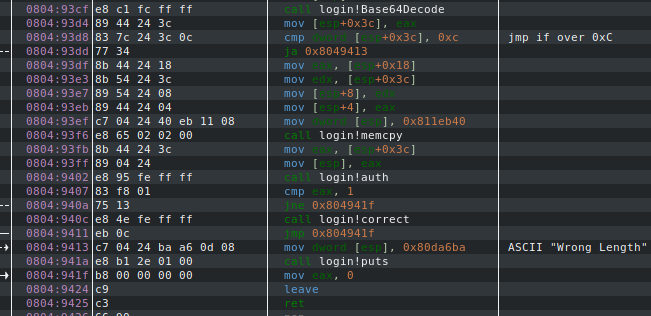 0804:93cf e8 c1 fc ff ff call login!Base64Decode
0804:93d4 89 44 24 3c mov [esp+0x3c], eax
0804:93d8 83 7c 24 3c 0c cmp dword [esp+0x3c], 0xc jmp if over 0xC
0804:93dd 77 34 ja 0x8049413
0804:93df 8b 44 24 18 mov eax, [esp+0x18]
0804:93e3 8b 54 24 3c mov edx, [esp+0x3c]
0804:93e7 89 54 24 08 mov [esp+8], edx
0804:93eb 89 44 24 04 mov [esp+4], eax
0804:93ef c7 04 24 40 eb 11 08 mov dword [esp], 0x811eb40
0804:93f6 e8 65 02 02 00 call login!memcpy
0804:93fb 8b 44 24 3c mov eax, [esp+0x3c]
0804:93ff 89 04 24 mov [esp], eax
0804:9402 e8 95 fe ff ff call login!auth
0804:9407 83 f8 01 cmp eax, 1
0804:940a 75 13 jne 0x804941f
0804:940c e8 4e fe ff ff call login!correct
0804:9411 eb 0c jmp 0x804941f
0804:9413 c7 04 24 ba a6 0d 08 mov dword [esp], 0x80da6ba ASCII "Wrong Length"
0804:941a e8 b1 2e 01 00 call login!puts
0804:941f b8 00 00 00 00 mov eax, 0
0804:9424 c9 leave
0804:9425 c3 ret